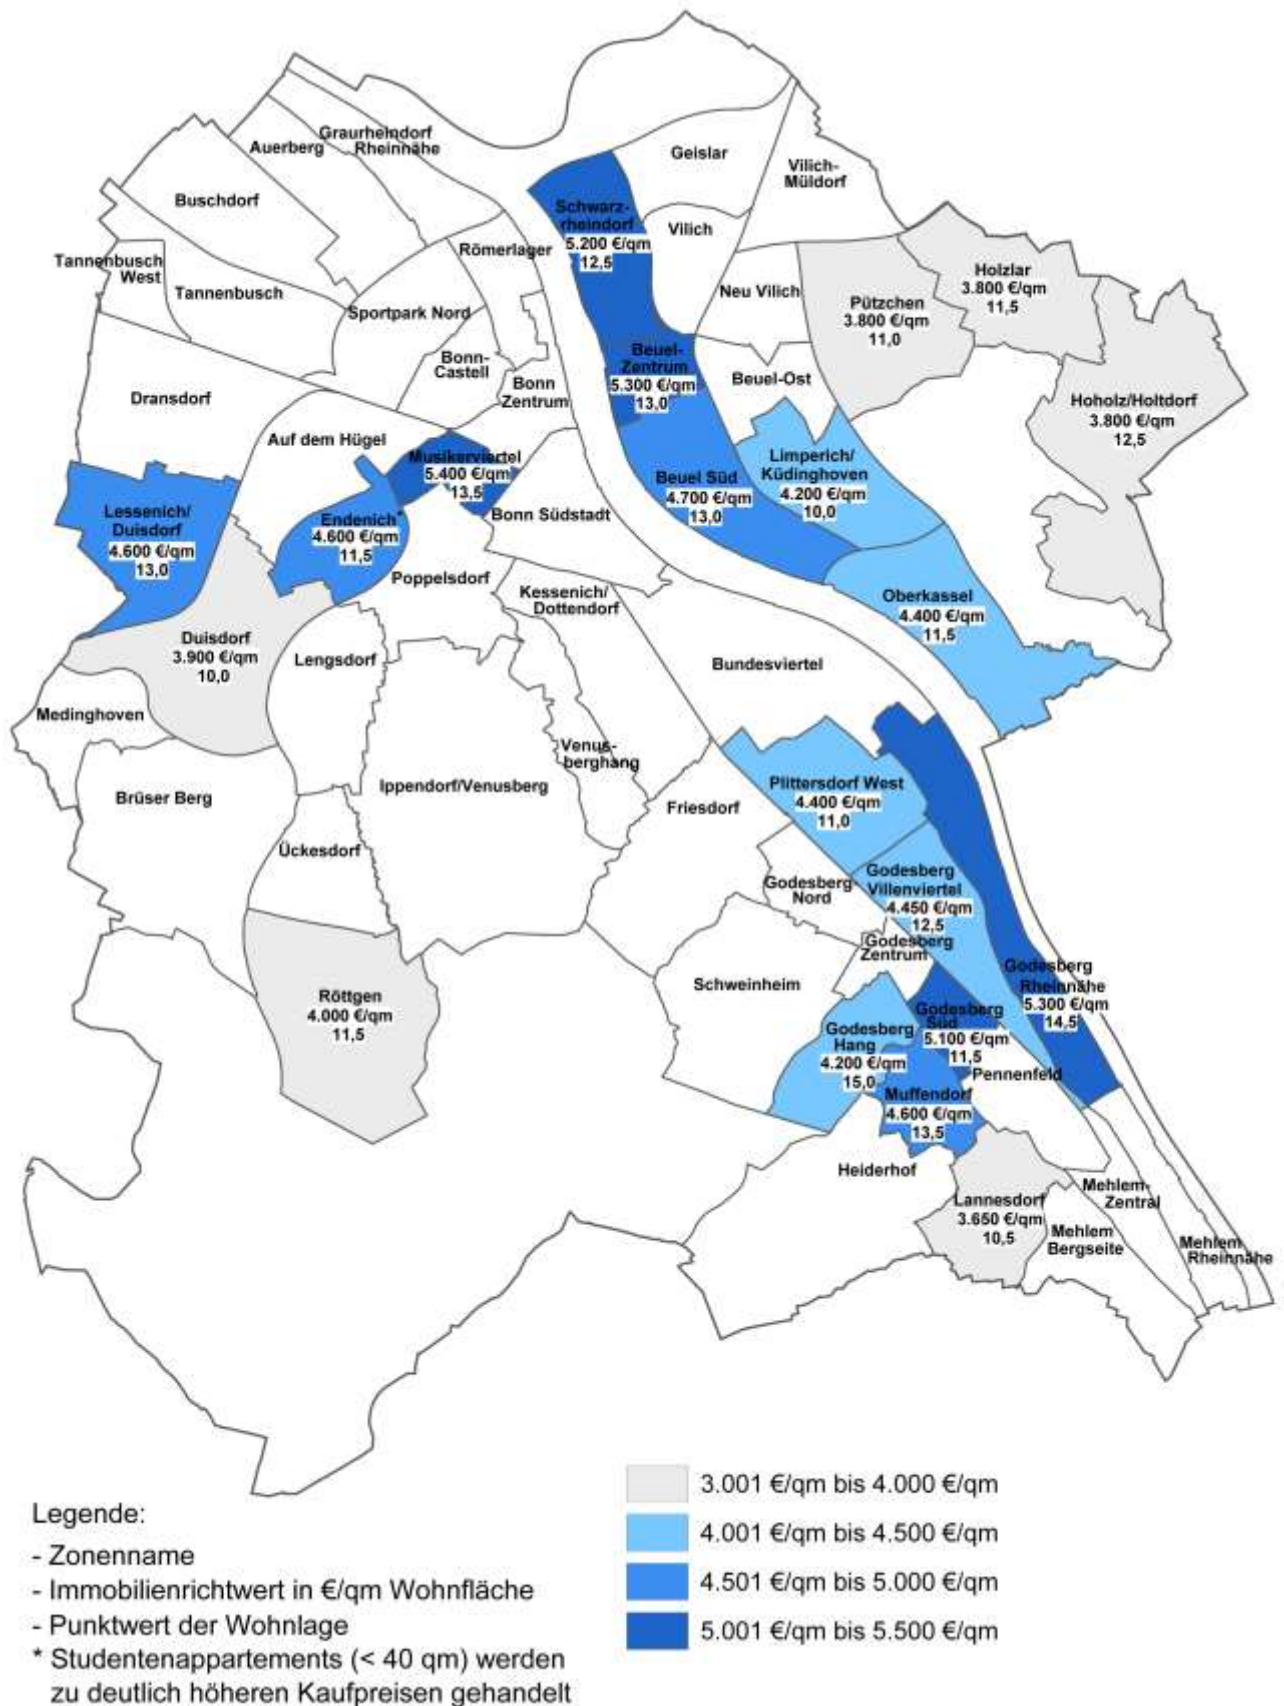 Graurheindorf
Rheinnähe
Auerberg
Buschdorf
Geislar
Vilich-
Müldorf
Schwarz-
rheindorf
5.200 €/qm
12,5
Vilich
Römerlager
Tannenbusch
West
Tannenbusch
Sportpark Nord
Neu Vilich
Pützchen
3.800 €/qm
11,0
Holzlar
3.800 €/qm
11,5
Bonn-
Castell
Bonn
Zentrum
Beuel-
Zentrum
5.300 €/qm
13,0
Beuel-Ost
Hoholz/Holtdorf
3.800 €/qm
12,5
Dransdorf
Auf dem Hügel
Musikerviertel
5.400 €/qm
13,5
Beuel Süd
4.700 €/qm
13,0
Limperich/
Küdinghoven
4.200 €/qm
10,0
Lessenich/
Duisdorf
4.600 €/qm
13,0
Endenich*
4.600 €/qm
11,5
Bonn Südstadt
Poppelsdorf
Kessenich/
Dottendorf
Oberkassel
4.400 €/qm
11,5
Duisdorf
3.900 €/qm
10,0
Lengsdorf
Bundesviertel
Medinghoven
Venus-
berghang
Brüser Berg
Ippendorf/Venusberg
Plittersdorf West
4.400 €/qm
11,0
Friesdorf
Ückesdorf
Godesberg-
Nord
Godesberg
Villenviertel
4.450 €/qm
12,5
Godesberg
Zentrum
Schweinheim
Godesberg
Rheinnähe
5.300 €/qm
14,5
Röttgen
4.000 €/qm
11,5
Godesberg
Süd
5.100 €/qm
11,5
Godesberg
Hang
4.200 €/qm
15,0
Pennenfeld
Muffendorf
4.600 €/qm
13,5
Heiderhof
Lannesdorf
3.650 €/qm
10,5
Mehlem-
Zentral
Mehlem
Bergseite
Mehlem
Rheinnähe
Legende:
- Zonenname
- Immobilienrichtwert in €/qm Wohnfläche
- Punktwert der Wohnlage
* Studentenappartements (< 40 qm) werden
zu deutlich höheren Kaufpreisen gehandelt
3.001 €/qm bis 4.000 €/qm
4.001 €/qm bis 4.500 €/qm
4.501 €/qm bis 5.000 €/qm
5.001 €/qm bis 5.500 €/qm